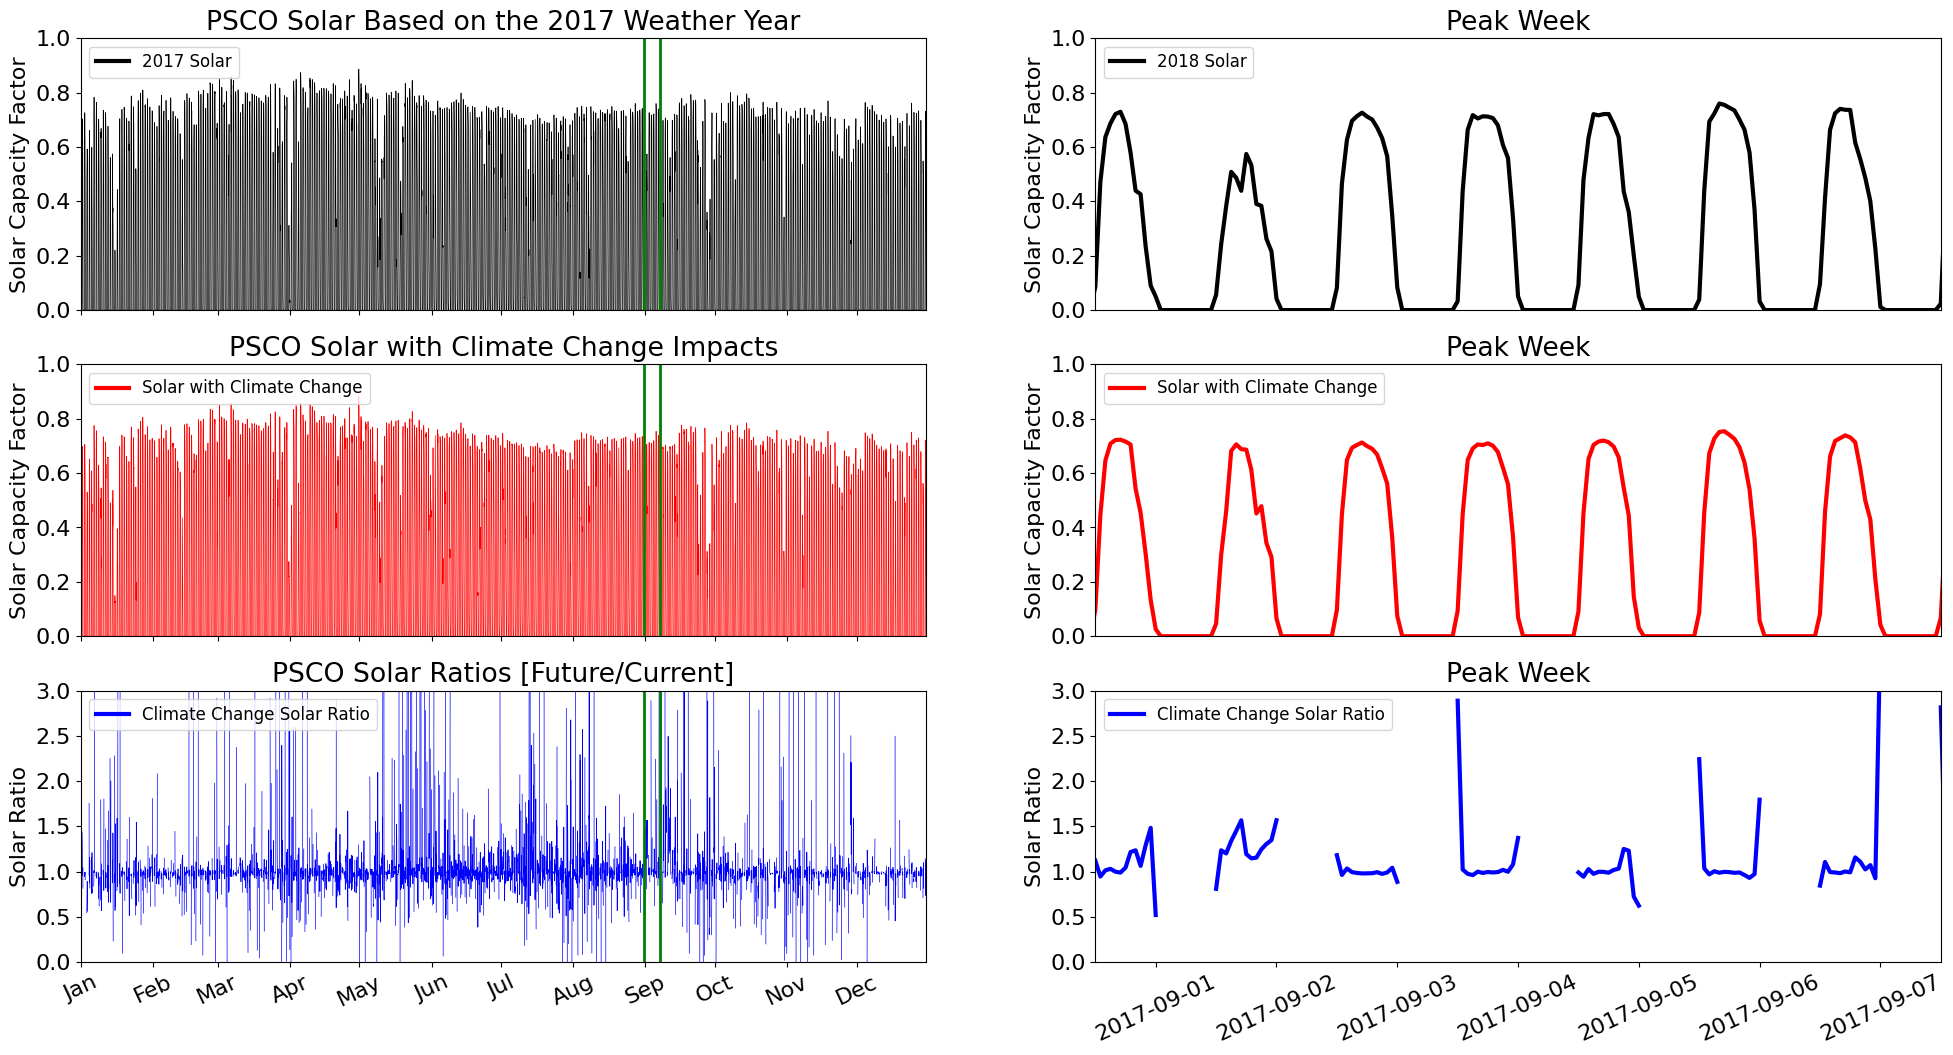 PSCO Solar Based on the 2017 Weather Year
Solar Capacity Factor
1.0
0.8
0.6
0.4
0.2
0.0
2017 Solar
Peak Week
Solar Capacity Factor
1.0
0.8
0.6
0.4
0.2
0.0
2018 Solar
PSCO Solar with Climate Change Impacts
Solar Capacity Factor
1.0
0.8
0.6
0.4
0.2
0.0
Solar with Climate Change
Peak Week
Solar Capacity Factor
1.0
0.8
0.6
0.4
0.2
0.0
Solar with Climate Change
PSCO Solar Ratios [Future/Current]
Solar Ratio
3.0
2.5
2.0
1.5
1.0
0.5
0.0
Climate Change Solar Ratio
Jan Feb Mar Apr May Jun Jul Aug Sep Oct Nov Dec
Peak Week
Solar Ratio
3.0
2.5
2.0
1.5
1.0
0.5
0.0
Climate Change Solar Ratio
2017-09-01 2017-09-02 2017-09-03 2017-09-04 2017-09-05 2017-09-06 2017-09-07